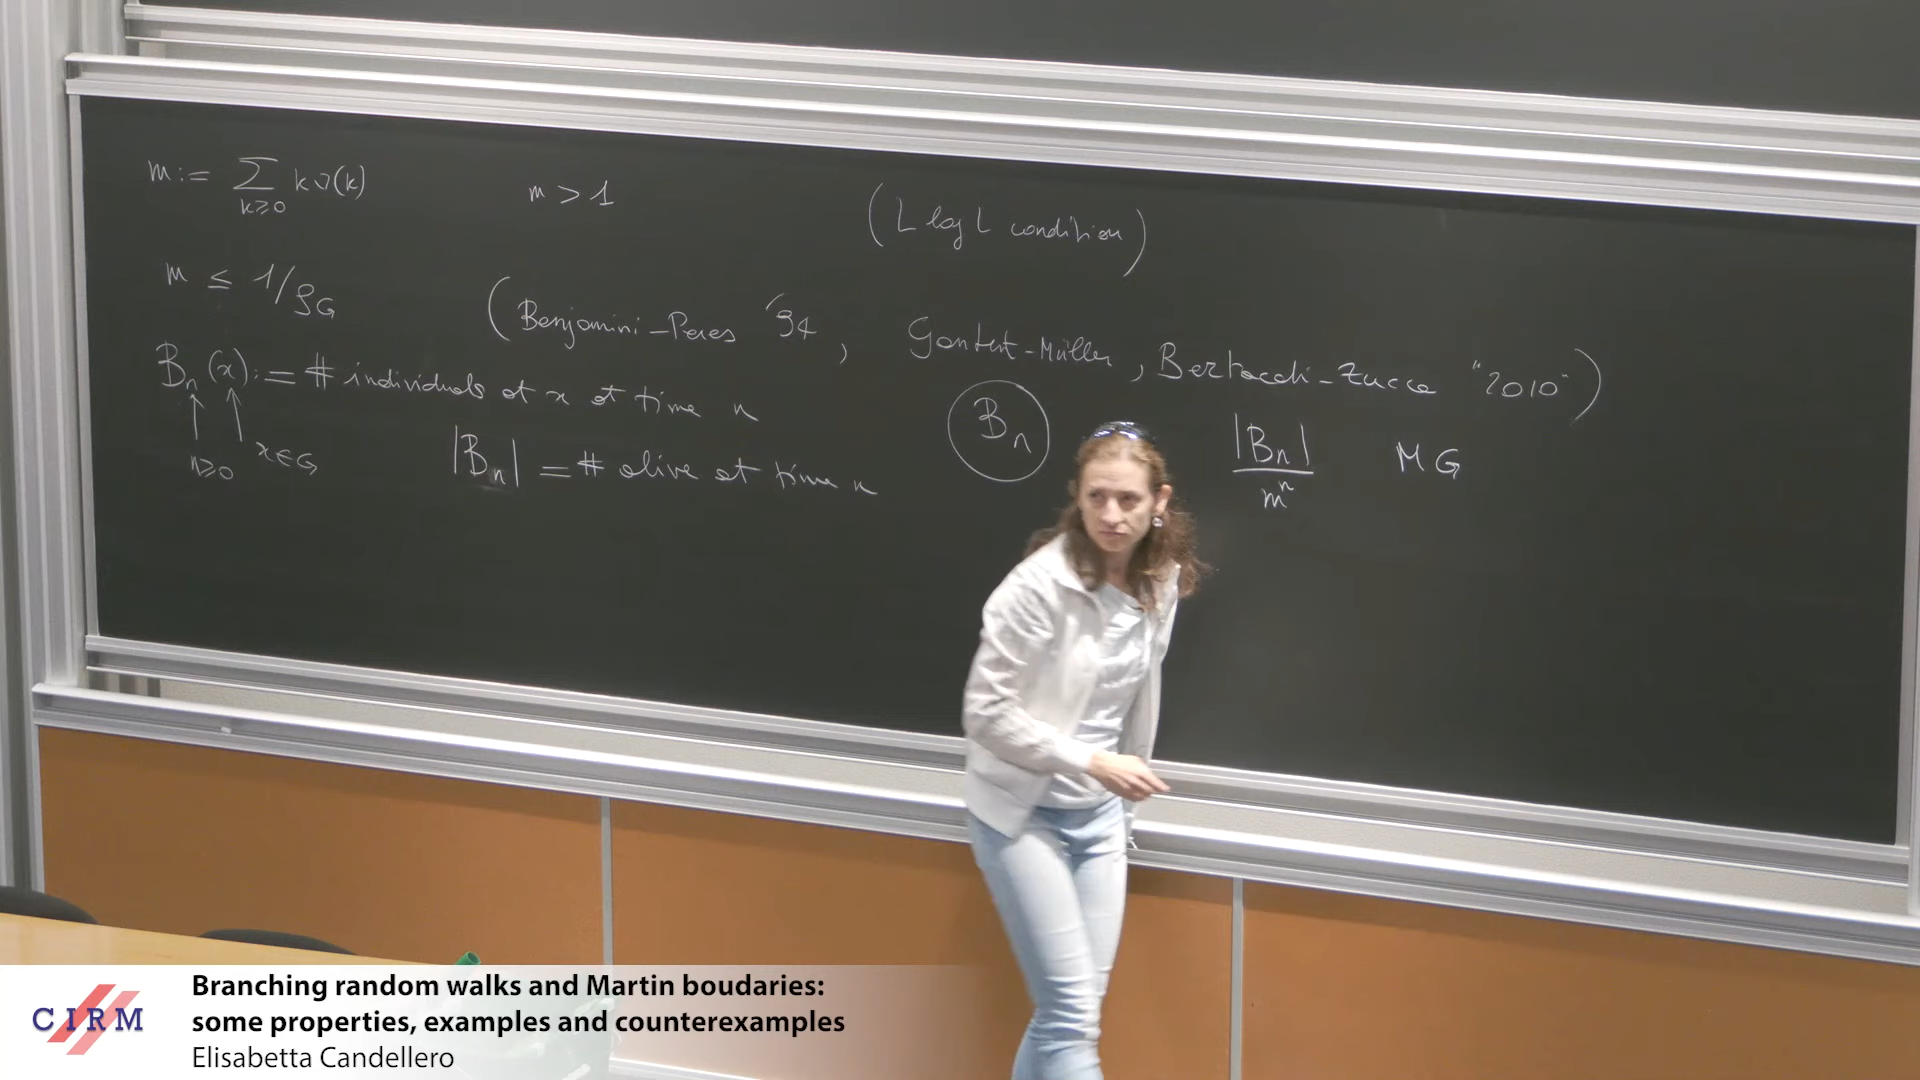 m := ∑ k≥0 k ν(k)    m > 1    (L log L condition)
m ≤ 1/ρG    (Benjamini-Peres '94, Gantert-Müller, Bertacchi-Zucca "2010")
Bn(x) := # individuals at x at time n
n≥0    x∈G
|Bn| = # alive at time n
Bn
|Bn| / m^n    MG
CIRM
Branching random walks and Martin boudaries:
some properties, examples and counterexamples
Elisabetta Candellero